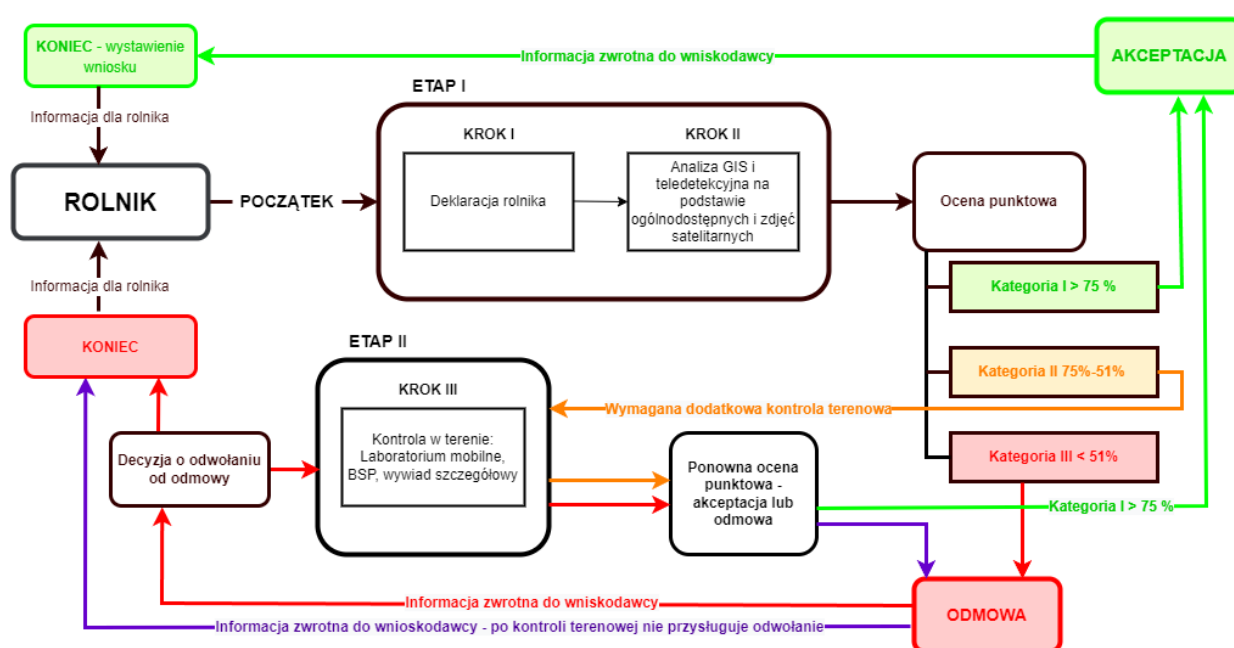 KONIEC - wystawienie
wniosku
Informacja zwrotna do wniskodawcy
AKCEPTACJA
ETAP I
Informacja dla rolnika
KROK I
KROK II
Deklaracja rolnika
Analiza GIS i
teledetekcyjna na
podstawie
ogólnodostępnych i zdjęć
satelitarnych
ROLNIK
POCZĄTEK
Ocena punktowa
Informacja dla rolnika
Kategoria I > 75 %
KONIEC
ETAP II
Kategoria II 75%-51%
KROK III
Wymagana dodatkowa kontrola terenowa
Kontrola w terenie:
Laboratorium mobilne,
BSP, wywiad szczegółowy
Decyzja o odwołaniu
od odmowy
Ponowna ocena
punktowa -
akceptacja lub
odmowa
Kategoria III < 51%
Kategoria I > 75 %
Informacja zwrotna do wniskodawcy
ODMOWA
Informacja zwrotna do wnioskodawcy - po kontroli terenowej nie przysługuje odwołanie